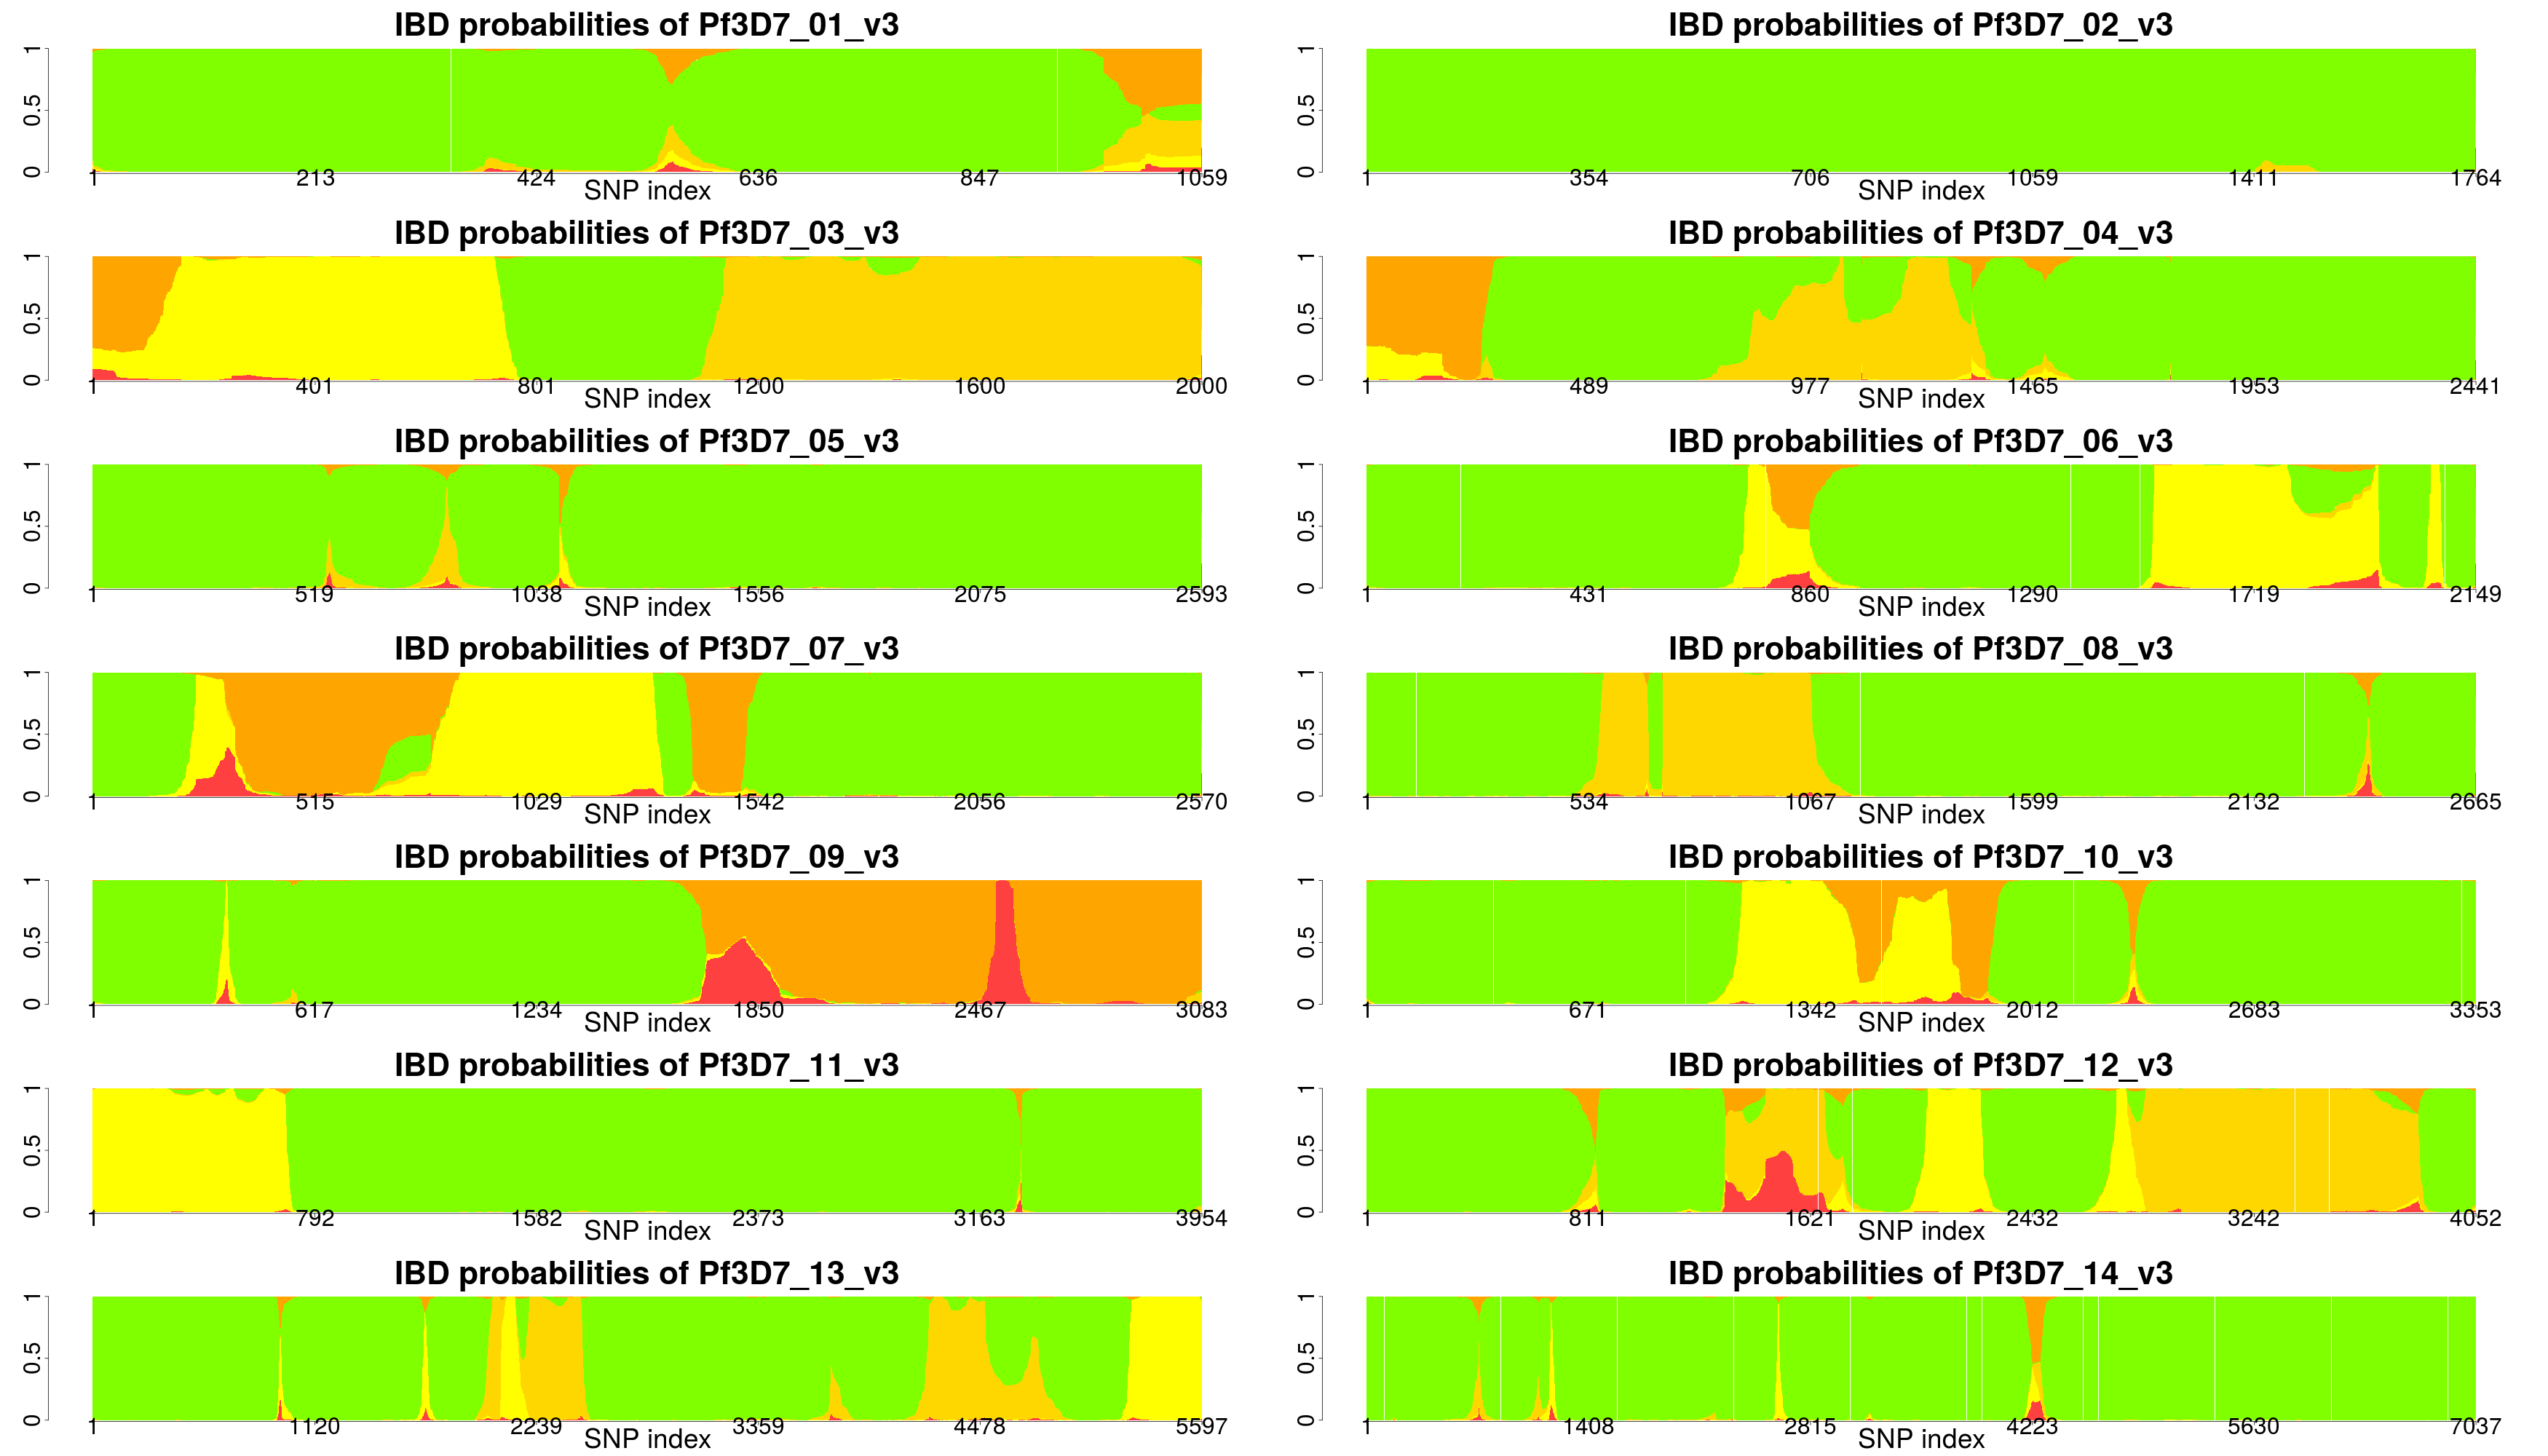 IBD probabilities of Pf3D7_01_v3
1
0.5
0
1 213 424 636 847 1059
SNP index
IBD probabilities of Pf3D7_02_v3
1
0.5
0
1 354 706 1059 1411 1764
SNP index
IBD probabilities of Pf3D7_03_v3
1
0.5
0
1 401 801 1200 1600 2000
SNP index
IBD probabilities of Pf3D7_04_v3
1
0.5
0
1 489 977 1465 1953 2441
SNP index
IBD probabilities of Pf3D7_05_v3
1
0.5
0
1 519 1038 1556 2075 2593
SNP index
IBD probabilities of Pf3D7_06_v3
1
0.5
0
1 431 860 1290 1719 2149
SNP index
IBD probabilities of Pf3D7_07_v3
1
0.5
0
1 515 1029 1542 2056 2570
SNP index
IBD probabilities of Pf3D7_08_v3
1
0.5
0
1 534 1067 1599 2132 2665
SNP index
IBD probabilities of Pf3D7_09_v3
1
0.5
0
1 617 1234 1850 2467 3083
SNP index
IBD probabilities of Pf3D7_10_v3
1
0.5
0
1 671 1342 2012 2683 3353
SNP index
IBD probabilities of Pf3D7_11_v3
1
0.5
0
1 792 1582 2373 3163 3954
SNP index
IBD probabilities of Pf3D7_12_v3
1
0.5
0
1 811 1621 2432 3242 4052
SNP index
IBD probabilities of Pf3D7_13_v3
1
0.5
0
1 1120 2239 3359 4478 5597
SNP index
IBD probabilities of Pf3D7_14_v3
1
0.5
0
1 1408 2815 4223 5630 7037
SNP index